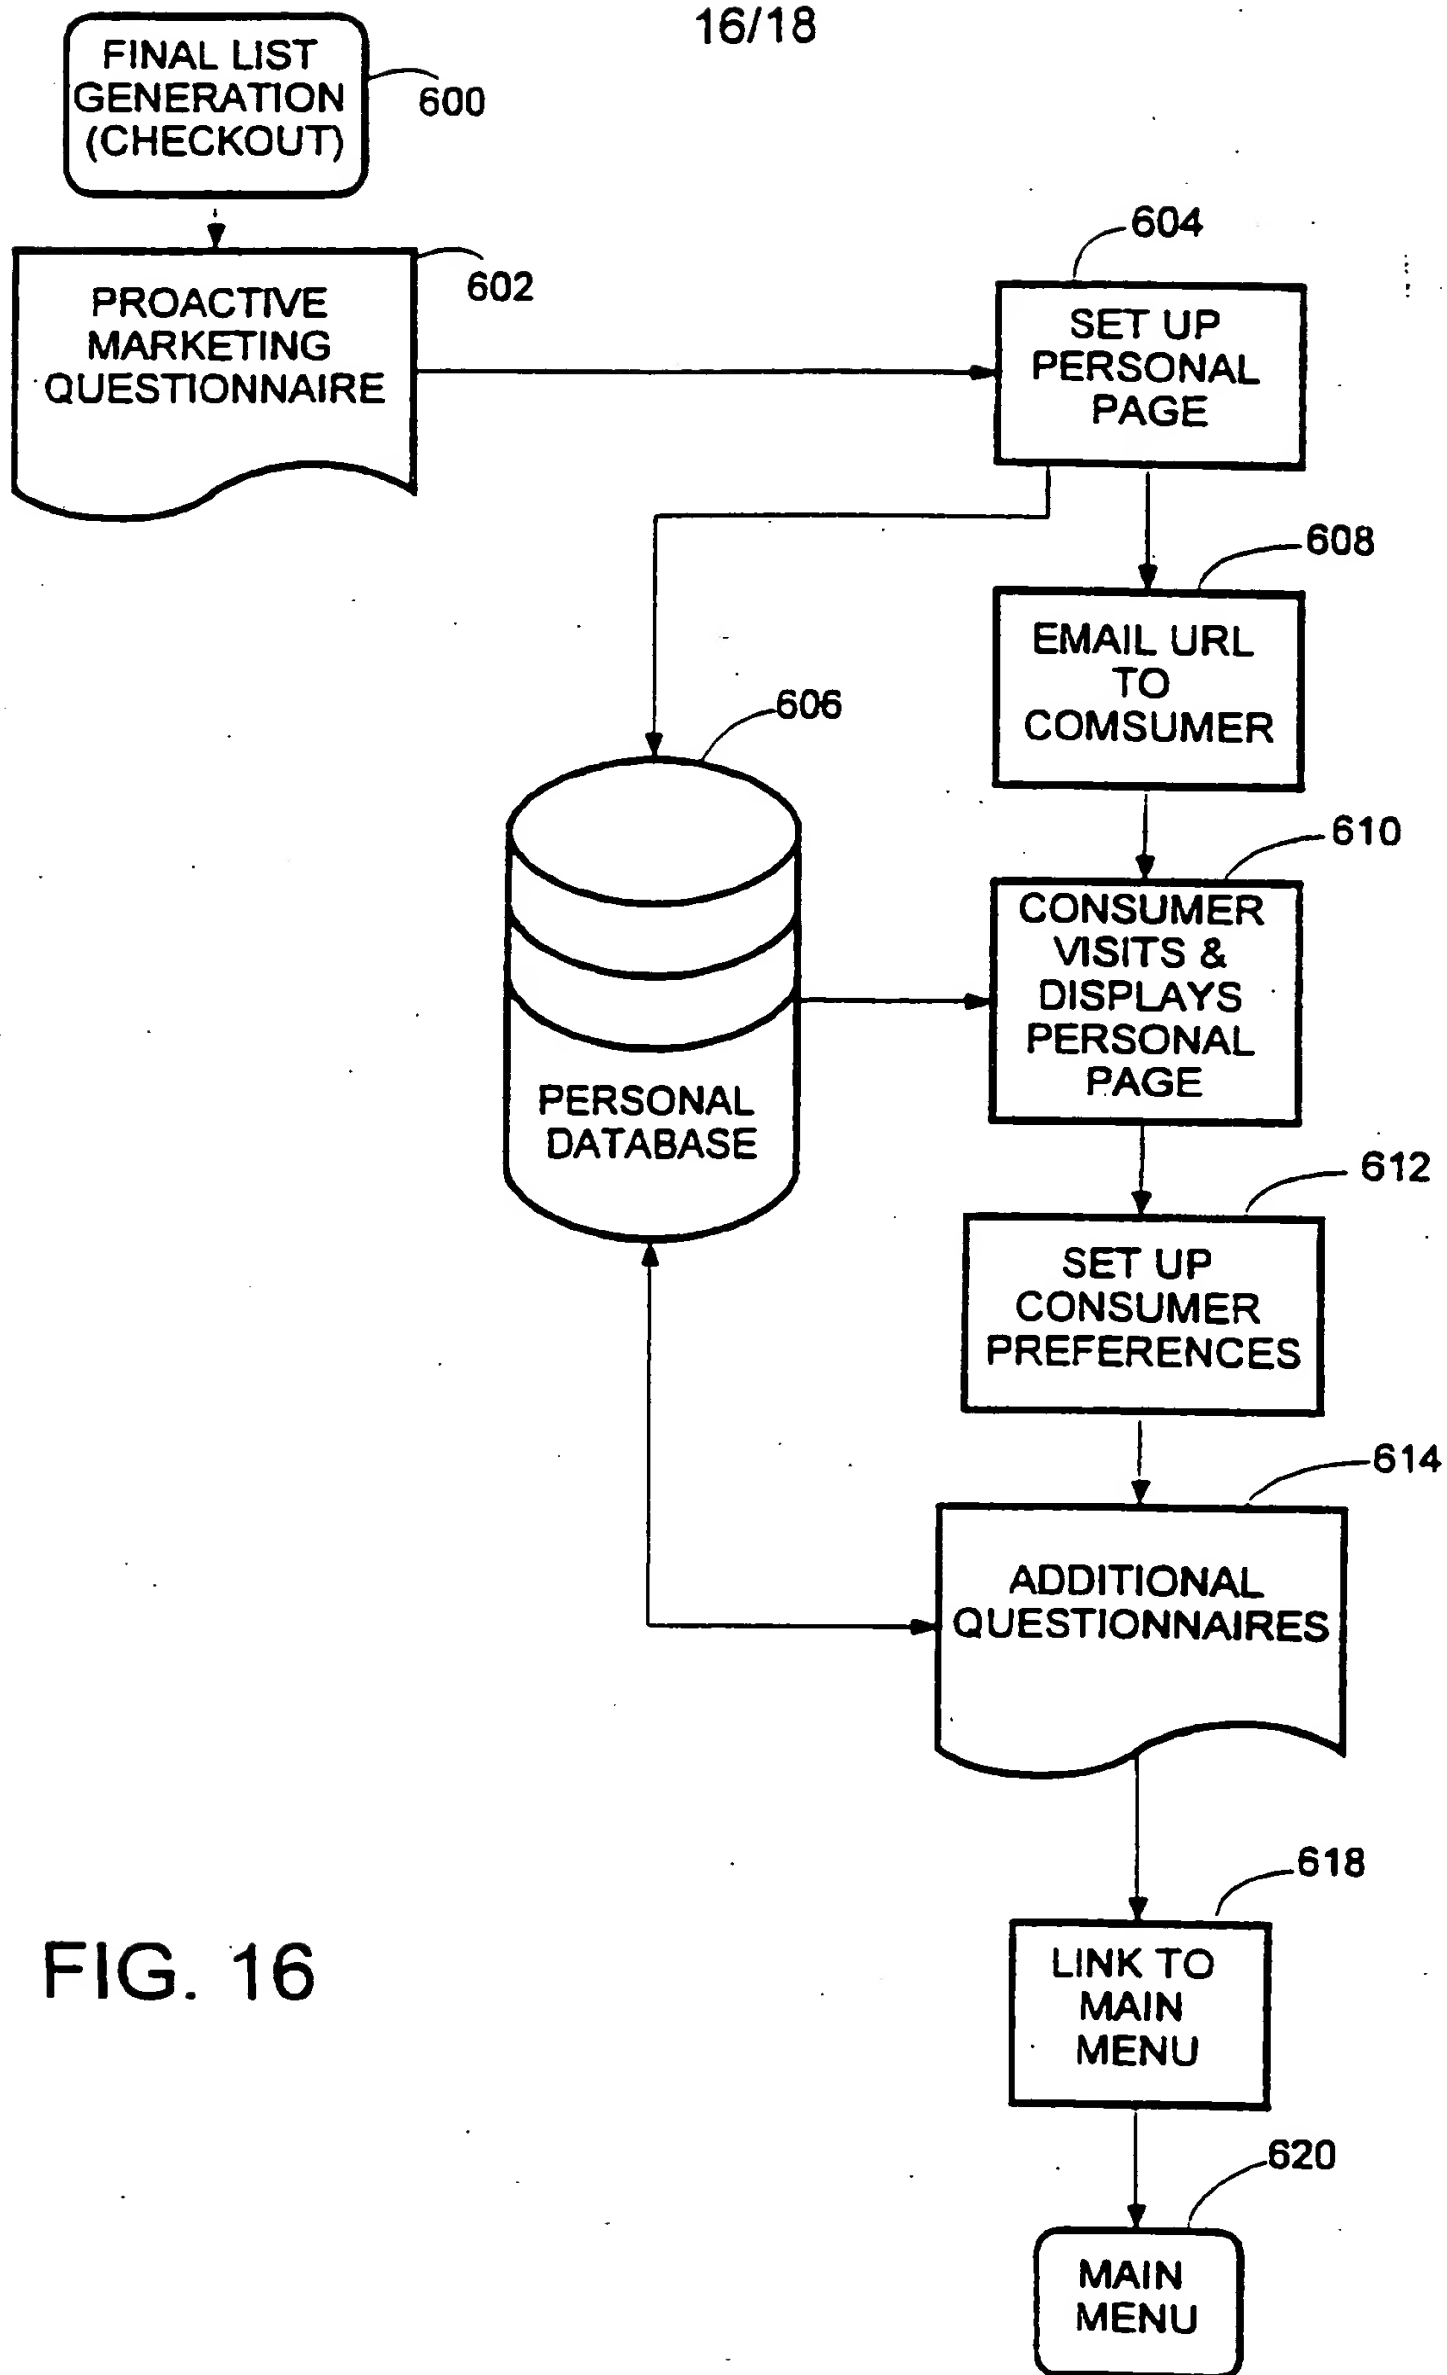 16/18
FINAL LIST
GENERATION
(CHECKOUT)
600
PROACTIVE
MARKETING
QUESTIONNAIRE
602
604
SET UP
PERSONAL
PAGE
608
EMAIL URL
TO
COMSUMER
606
PERSONAL
DATABASE
610
CONSUMER
VISITS &
DISPLAYS
PERSONAL
PAGE
612
SET UP
CONSUMER
PREFERENCES
614
ADDITIONAL
QUESTIONNAIRES
618
LINK TO
MAIN
MENU
FIG. 16
620
MAIN
MENU